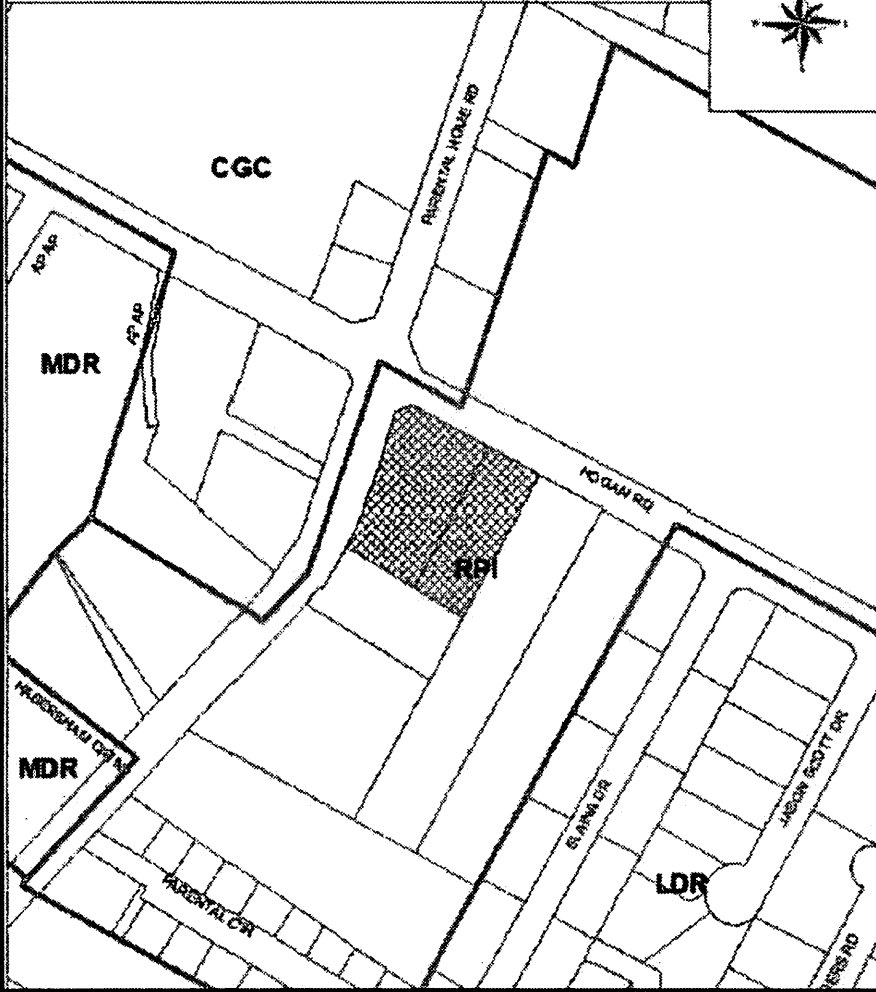 PARENTAL HOME RD
CGC
AP AP
AP AP
MDR
HOGAN RD
RPI
MDR
ELAINA DR
JASON SCOTT DR
LDR
PARENTAL CIR